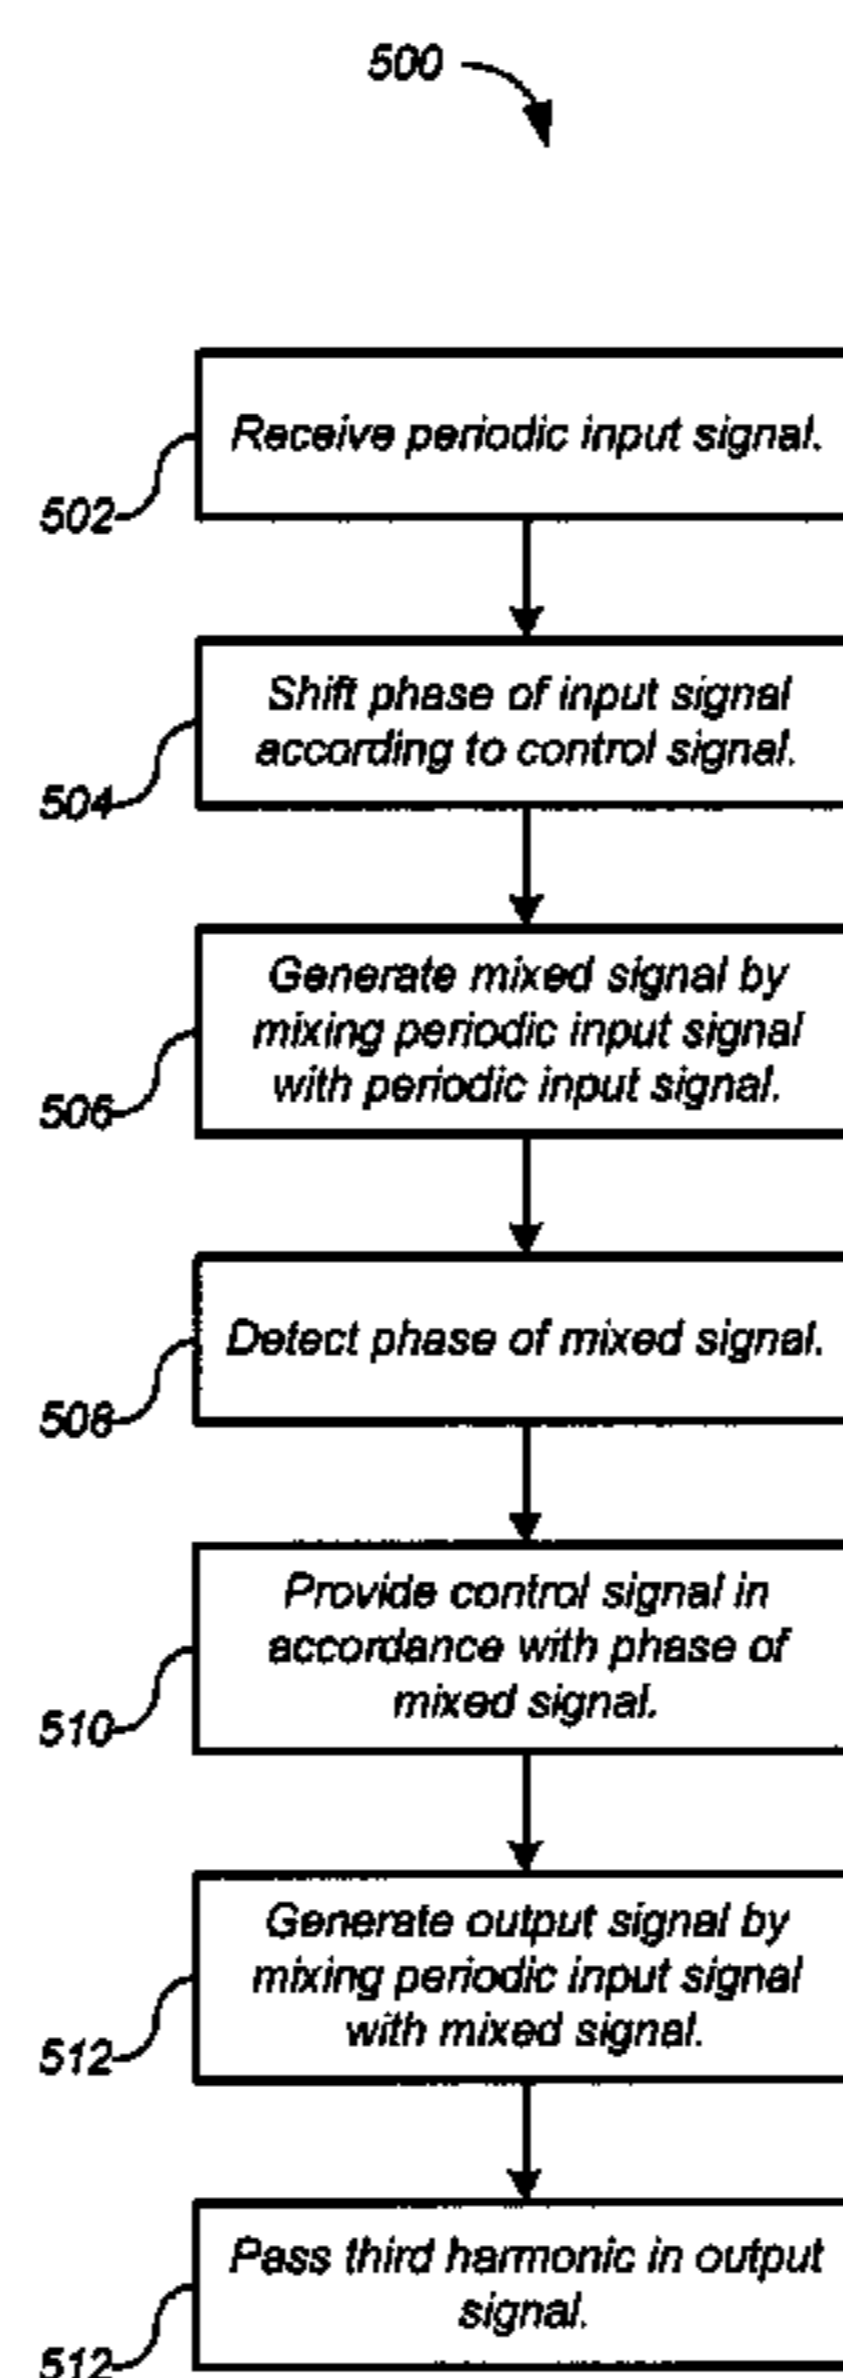 500
Receive periodic input signal.
502
Shift phase of input signal
according to control signal.
504
Generate mixed signal by
mixing periodic input signal
with periodic input signal.
506
Detect phase of mixed signal.
508
Provide control signal in
accordance with phase of
mixed signal.
510
Generate output signal by
mixing periodic input signal
with mixed signal.
512
Pass third harmonic in output
signal.
512